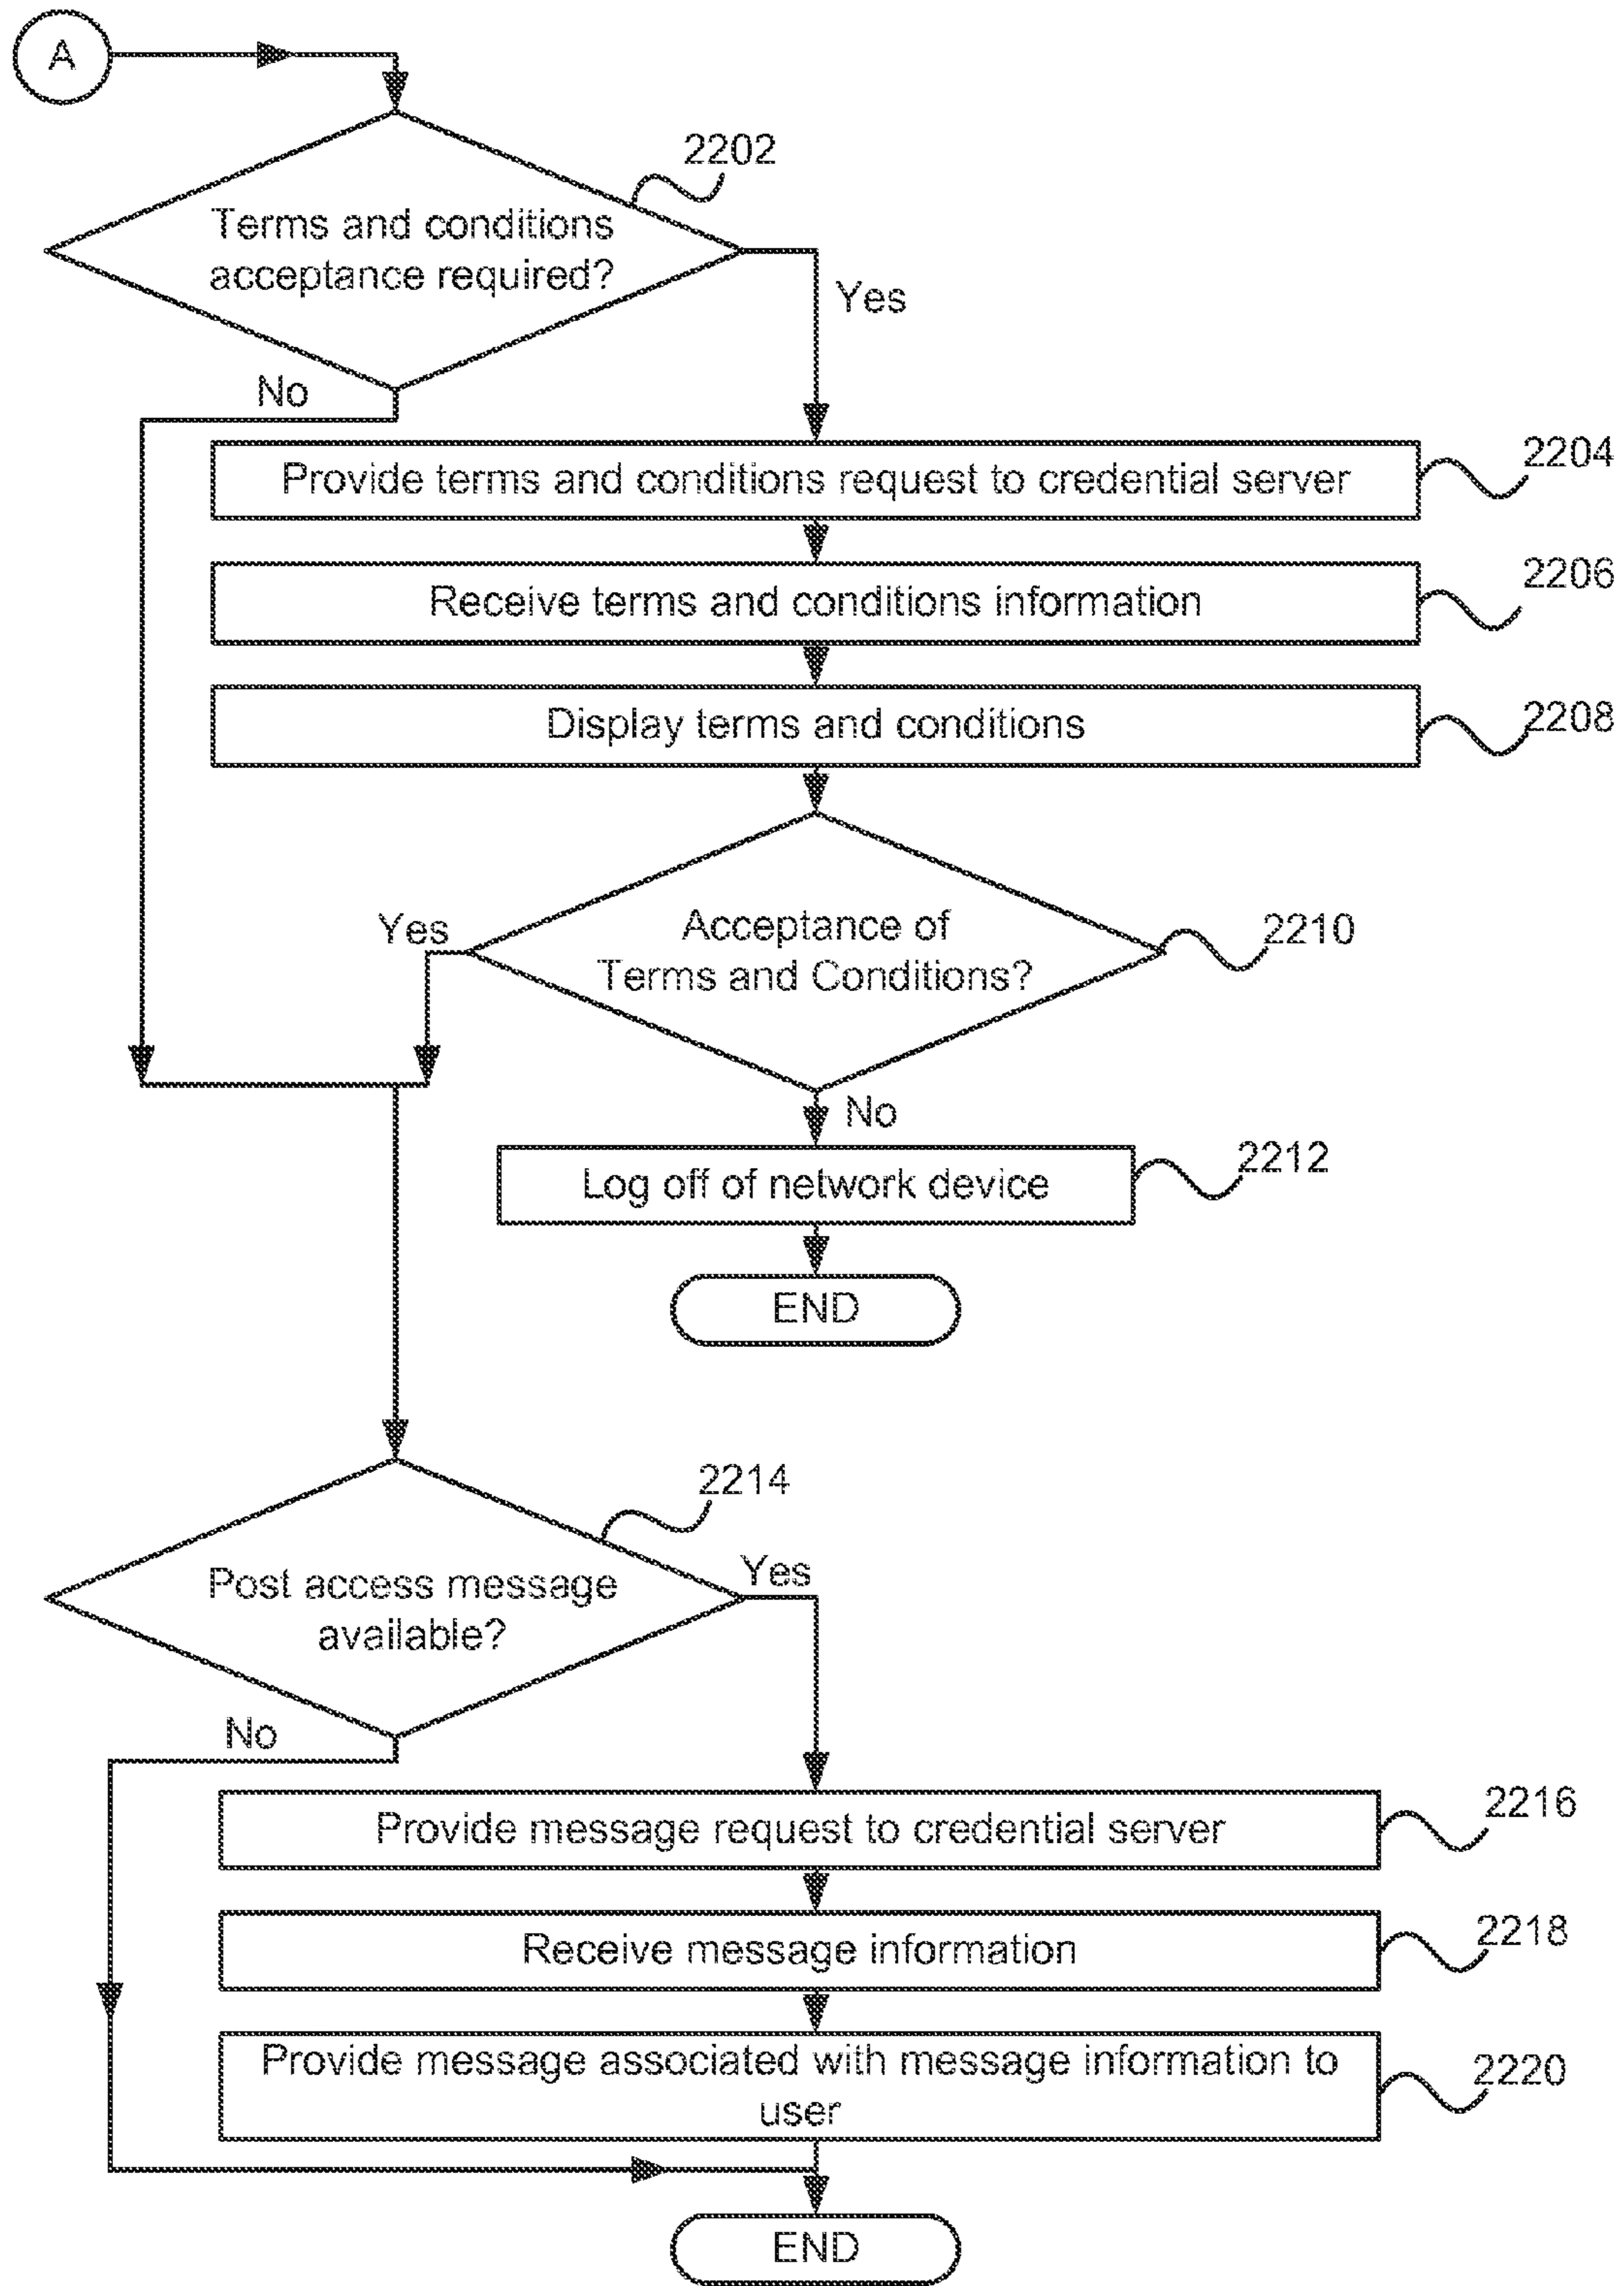 A
2202
Terms and conditions
acceptance required?
Yes
No
Provide terms and conditions request to credential server
2204
Receive terms and conditions information
2206
Display terms and conditions
2208
Yes
Acceptance of
Terms and Conditions?
2210
No
Log off of network device
2212
END
2214
Post access message
available?
Yes
No
Provide message request to credential server
2216
Receive message information
2218
Provide message associated with message information to
user
2220
END